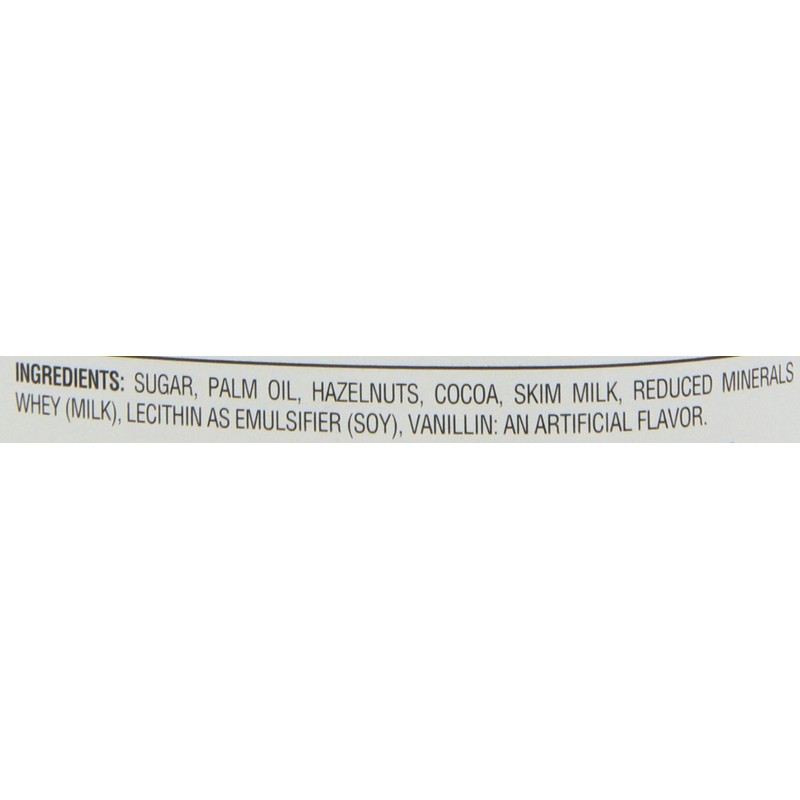 INGREDIENTS: SUGAR, PALM OIL, HAZELNUTS, COCOA, SKIM MILK, REDUCED MINERALS
WHEY (MILK), LECITHIN AS EMULSIFIER (SOY), VANILLIN: AN ARTIFICIAL FLAVOR.